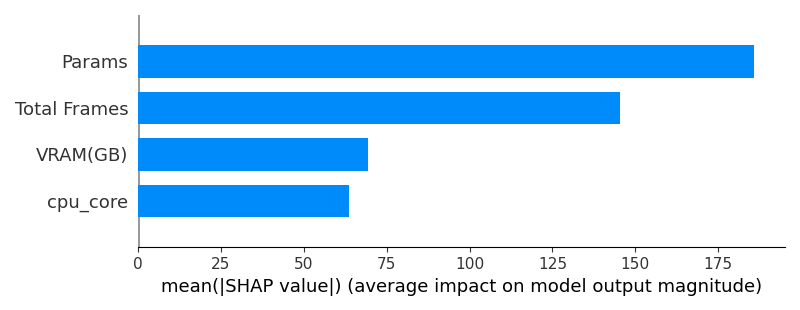 Params
Total Frames
VRAM(GB)
cpu_core
0 25 50 75 100 125 150 175
mean(|SHAP value|) (average impact on model output magnitude)